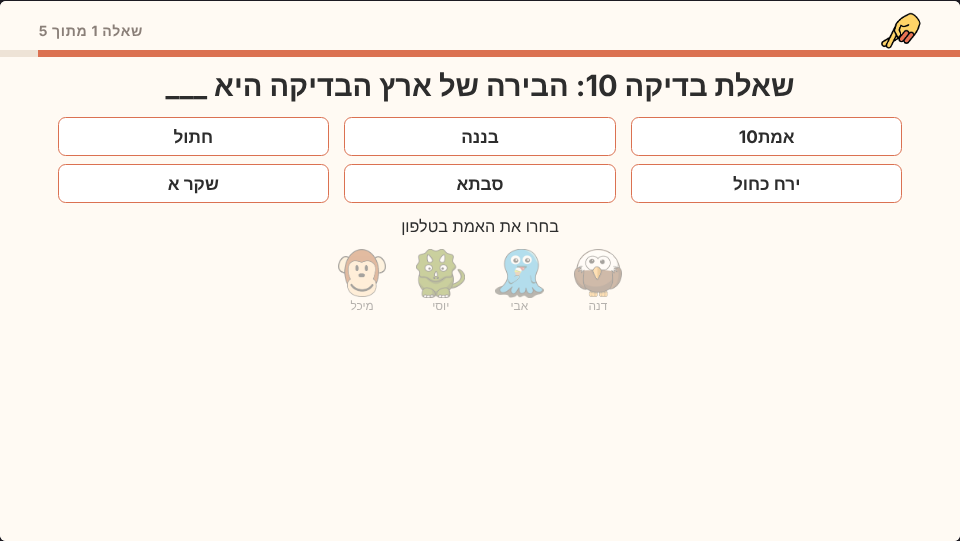 שאלה 1 מתוך 5
שאלת בדיקה 10: הבירה של ארץ הבדיקה היא ___
אמת10
בננה
חתול
ירח כחול
סבתא
שקר א
בחרו את האמת בטלפון
דנה
אבי
יוסי
מיכל